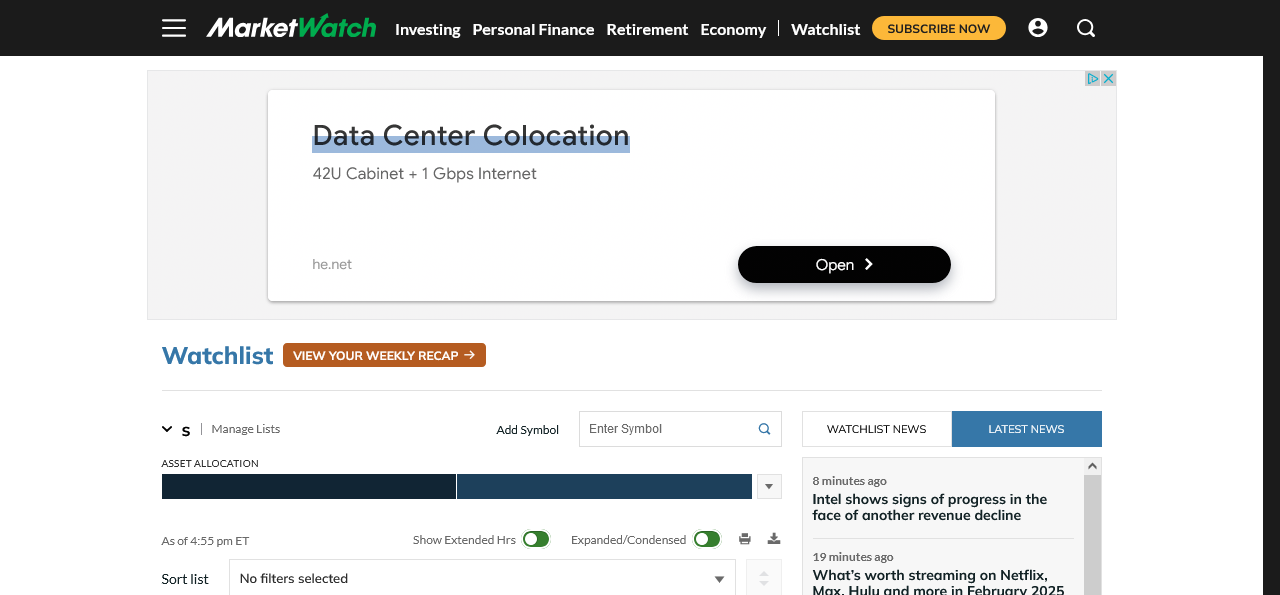 MarketWatch Investing Personal Finance Retirement Economy Watchlist SUBSCRIBE NOW
Data Center Colocation
42U Cabinet + 1 Gbps Internet
he.net
Open
Watchlist VIEW YOUR WEEKLY RECAP →
S Manage Lists Add Symbol Enter Symbol
ASSET ALLOCATION
As of 4:55 pm ET Show Extended Hrs Expanded/Condensed
Sort list No filters selected
WATCHLIST NEWS LATEST NEWS
8 minutes ago
Intel shows signs of progress in the
face of another revenue decline
19 minutes ago
What’s worth streaming on Netflix,
Max, Hulu and more in February 2025